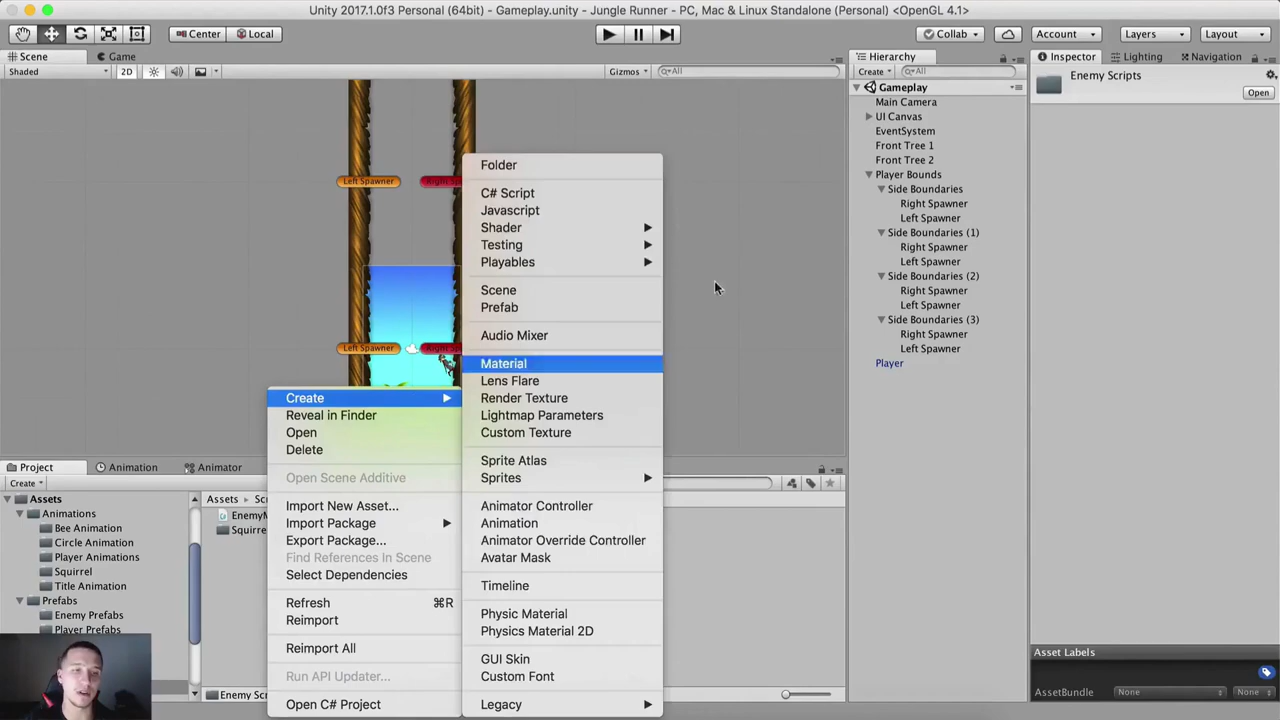 Unity 2017.1.0f3 Personal (64bit) - Gameplay.unity - Jungle Runner - PC, Mac & Linux Standalone (Personal) <OpenGL 4.1>
Center Local Collab Account Layers Layout
Scene Game
Shaded 2D Gizmos All
Left Spawner
Left Spawner
Folder
C# Script
Javascript
Shader
Testing
Playables
Scene
Prefab
Audio Mixer
Material
Lens Flare
Render Texture
Lightmap Parameters
Custom Texture
Sprite Atlas
Sprites
Animator Controller
Animation
Animator Override Controller
Avatar Mask
Timeline
Physic Material
Physics Material 2D
GUI Skin
Custom Font
Legacy
Create
Reveal in Finder
Open
Delete
Open Scene Additive
Import New Asset...
Import Package
Export Package...
Find References In Scene
Select Dependencies
Refresh ⌘R
Reimport
Reimport All
Run API Updater...
Open C# Project
Project Animation Animator
Create
Assets
Animations
Bee Animation
Circle Animation
Player Animations
Squirrel
Title Animation
Prefabs
Enemy Prefabs
Player Prefabs
Assets Sc
EnemyM
Squirre
Enemy Scr
Hierarchy
Create All
Gameplay
Main Camera
UI Canvas
EventSystem
Front Tree 1
Front Tree 2
Player Bounds
Side Boundaries
Right Spawner
Left Spawner
Side Boundaries (1)
Right Spawner
Left Spawner
Side Boundaries (2)
Right Spawner
Left Spawner
Side Boundaries (3)
Right Spawner
Left Spawner
Player
Inspector Lighting Navigation
Enemy Scripts
Open
Asset Labels
AssetBundle None None